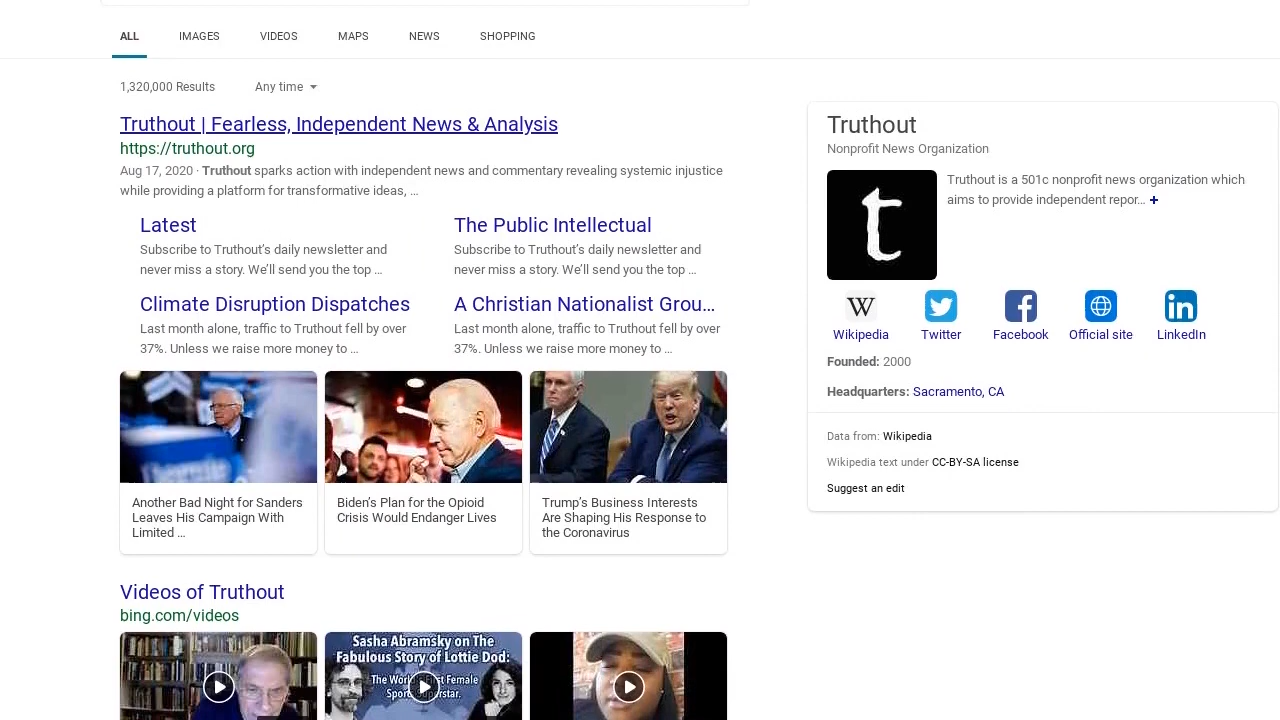 ALL IMAGES VIDEOS MAPS NEWS SHOPPING
1,320,000 Results Any time
Truthout | Fearless, Independent News & Analysis
https://truthout.org
Aug 17, 2020 · Truthout sparks action with independent news and commentary revealing systemic injustice
while providing a platform for transformative ideas, …
Latest
Subscribe to Truthout’s daily newsletter and
never miss a story. We’ll send you the top …
The Public Intellectual
Subscribe to Truthout’s daily newsletter and
never miss a story. We’ll send you the top …
Climate Disruption Dispatches
Last month alone, traffic to Truthout fell by over
37%. Unless we raise more money to …
A Christian Nationalist Grou…
Last month alone, traffic to Truthout fell by over
37%. Unless we raise more money to …
Another Bad Night for Sanders
Leaves His Campaign With
Limited …
Biden’s Plan for the Opioid
Crisis Would Endanger Lives
Trump’s Business Interests
Are Shaping His Response to
the Coronavirus
Videos of Truthout
bing.com/videos
Sasha Abramsky on The
Fabulous Story of Lottie Dod:
The World's First Female
Sports Superstar.
Truthout
Nonprofit News Organization
t
Truthout is a 501c nonprofit news organization which
aims to provide independent repor…
W
Wikipedia Twitter Facebook Official site LinkedIn
Founded: 2000
Headquarters: Sacramento, CA
Data from: Wikipedia
Wikipedia text under CC-BY-SA license
Suggest an edit